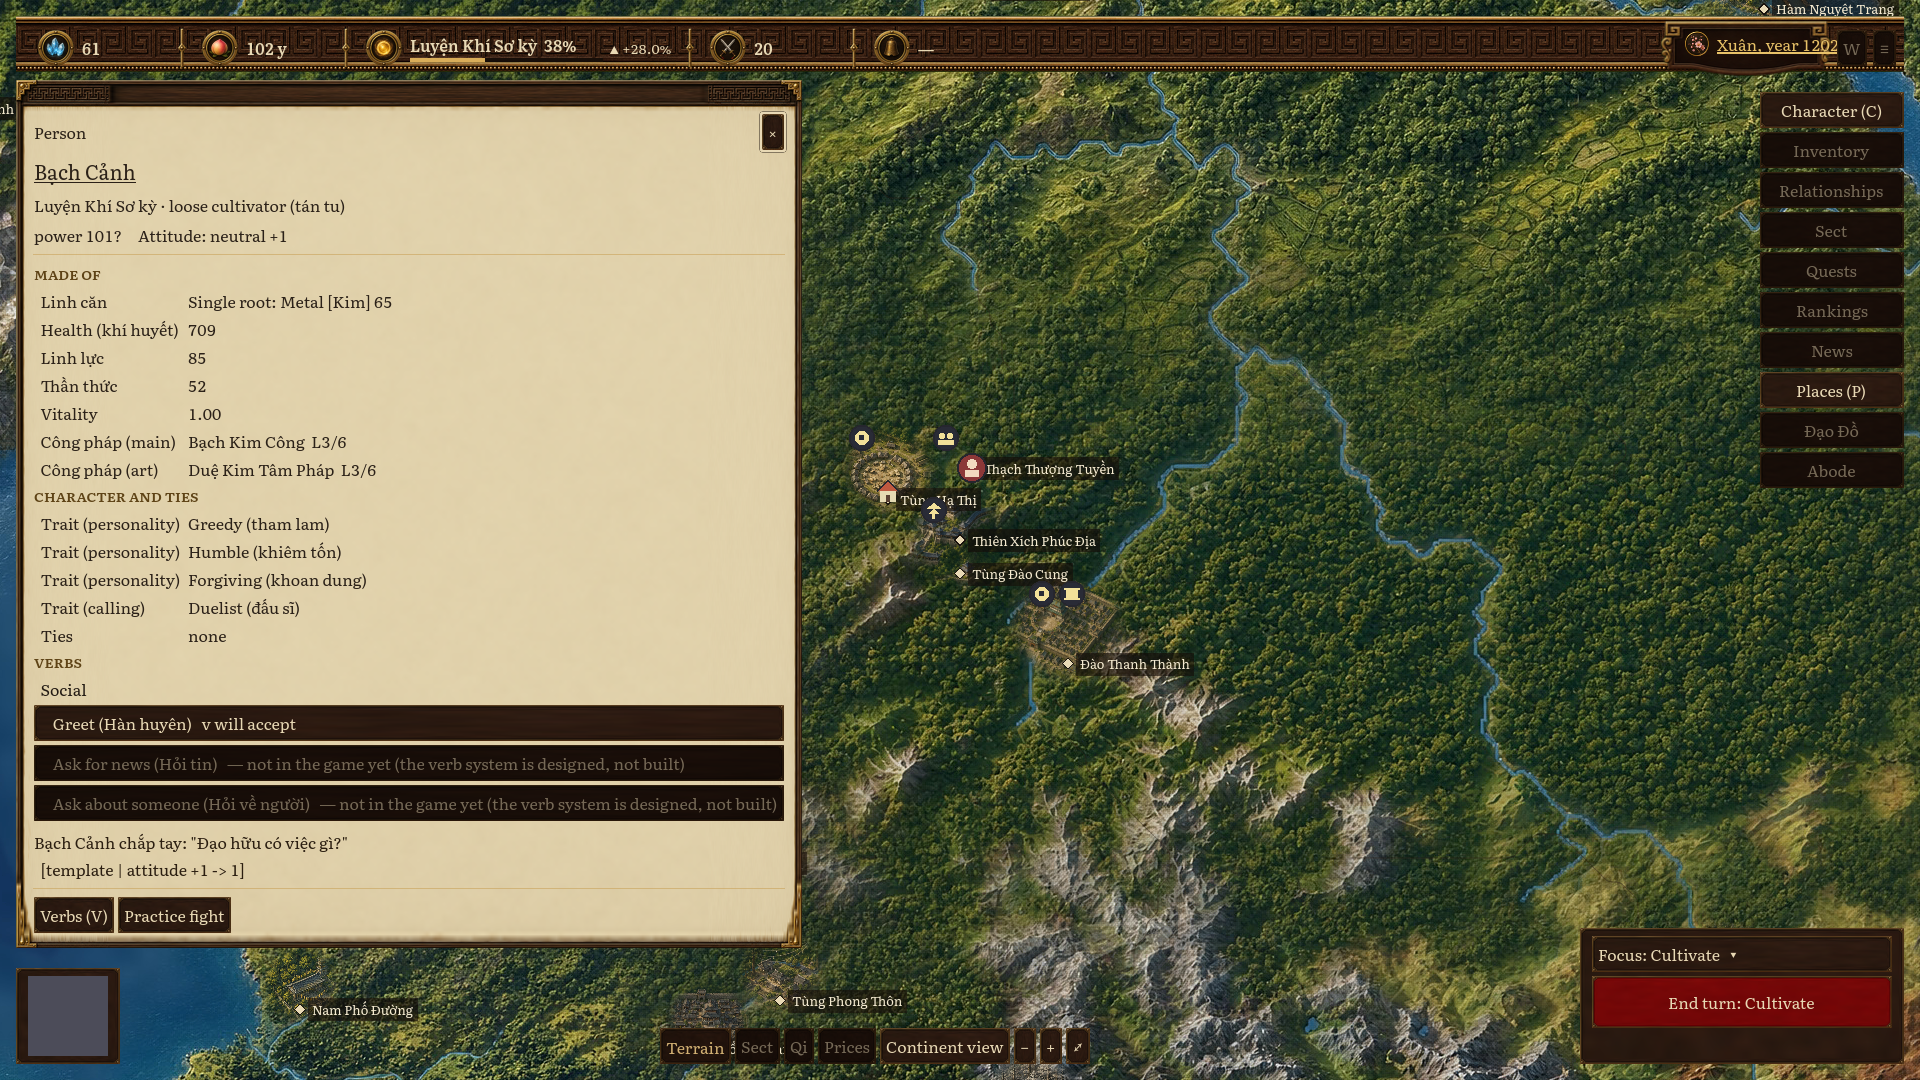 Hàm Nguyệt Trang
61
102 y
Luyện Khí Sơ kỳ 38%
▲ +28.0%
20
—
Xuân, year 1202
W
≡
Person
×
Bạch Cảnh
Luyện Khí Sơ kỳ · loose cultivator (tán tu)
power 101? Attitude: neutral +1
MADE OF
Linh căn Single root: Metal [Kim] 65
Health (khí huyết) 709
Linh lực 85
Thần thức 52
Vitality 1.00
Công pháp (main) Bạch Kim Công L3/6
Công pháp (art) Duệ Kim Tâm Pháp L3/6
CHARACTER AND TIES
Trait (personality) Greedy (tham lam)
Trait (personality) Humble (khiêm tốn)
Trait (personality) Forgiving (khoan dung)
Trait (calling) Duelist (đấu sĩ)
Ties none
VERBS
Social
Greet (Hàn huyên) v will accept
Ask for news (Hỏi tin) — not in the game yet (the verb system is designed, not built)
Ask about someone (Hỏi về người) — not in the game yet (the verb system is designed, not built)
Bạch Cảnh chắp tay: "Đạo hữu có việc gì?"
[template | attitude +1 -> 1]
Verbs (V) Practice fight
Character (C)
Inventory
Relationships
Sect
Quests
Rankings
News
Places (P)
Đạo Đồ
Abode
Thạch Thượng Tuyền
Hạ Thị
Thiên Xích Phúc Địa
Tùng Đào Cung
Đào Thanh Thành
Nam Phố Đường
Tùng Phong Thôn
Focus: Cultivate ▾
End turn: Cultivate
Terrain Sect Qi Prices Continent view − + ⤢